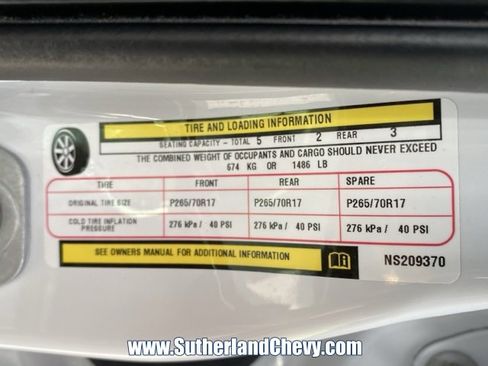 TIRE AND LOADING INFORMATION
SEATING CAPACITY - TOTAL 5 FRONT 2 REAR 3
THE COMBINED WEIGHT OF OCCUPANTS AND CARGO SHOULD NEVER EXCEED
674 KG OR 1486 LB
TIRE FRONT REAR SPARE
ORIGINAL TIRE SIZE P265/70R17 P265/70R17 P265/70R17
COLD TIRE INFLATION PRESSURE 276 kPa / 40 PSI 276 kPa / 40 PSI 276 kPa / 40 PSI
SEE OWNERS MANUAL FOR ADDITIONAL INFORMATION NS209370
www.SutherlandChevy.com